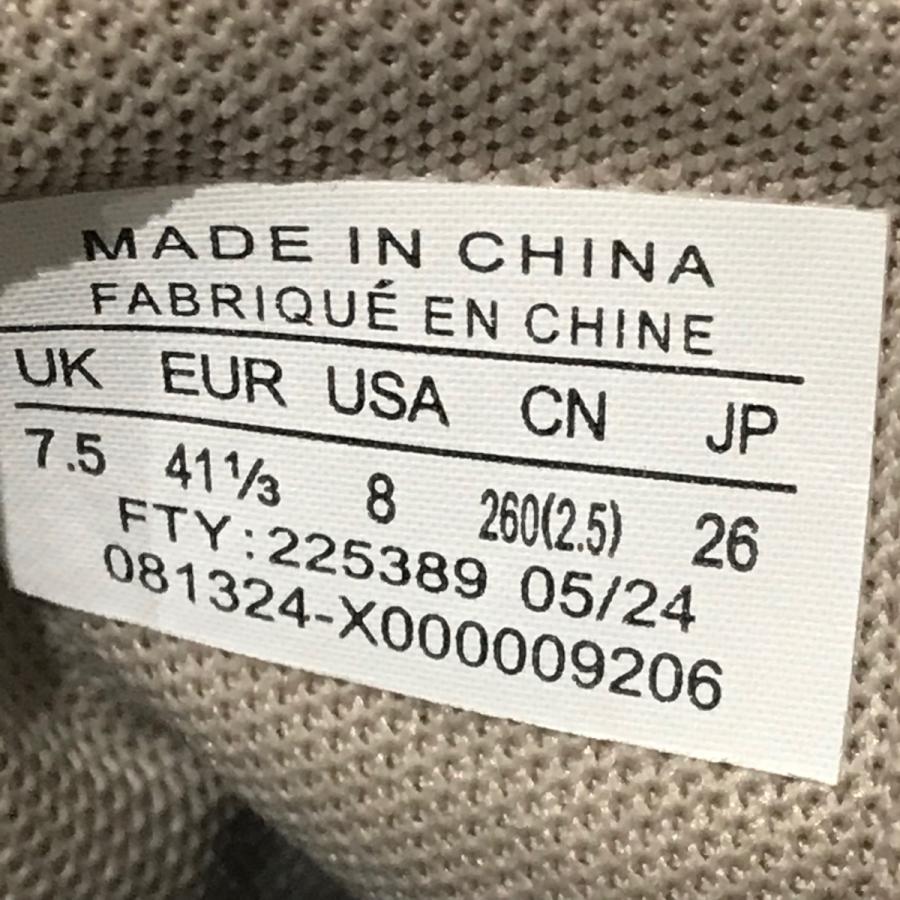 MADE IN CHINA
FABRIQUÉ EN CHINE
UK EUR USA CN JP
7.5 41⅓ 8 260(2.5) 26
FTY:225389 05/24
081324-X000009206